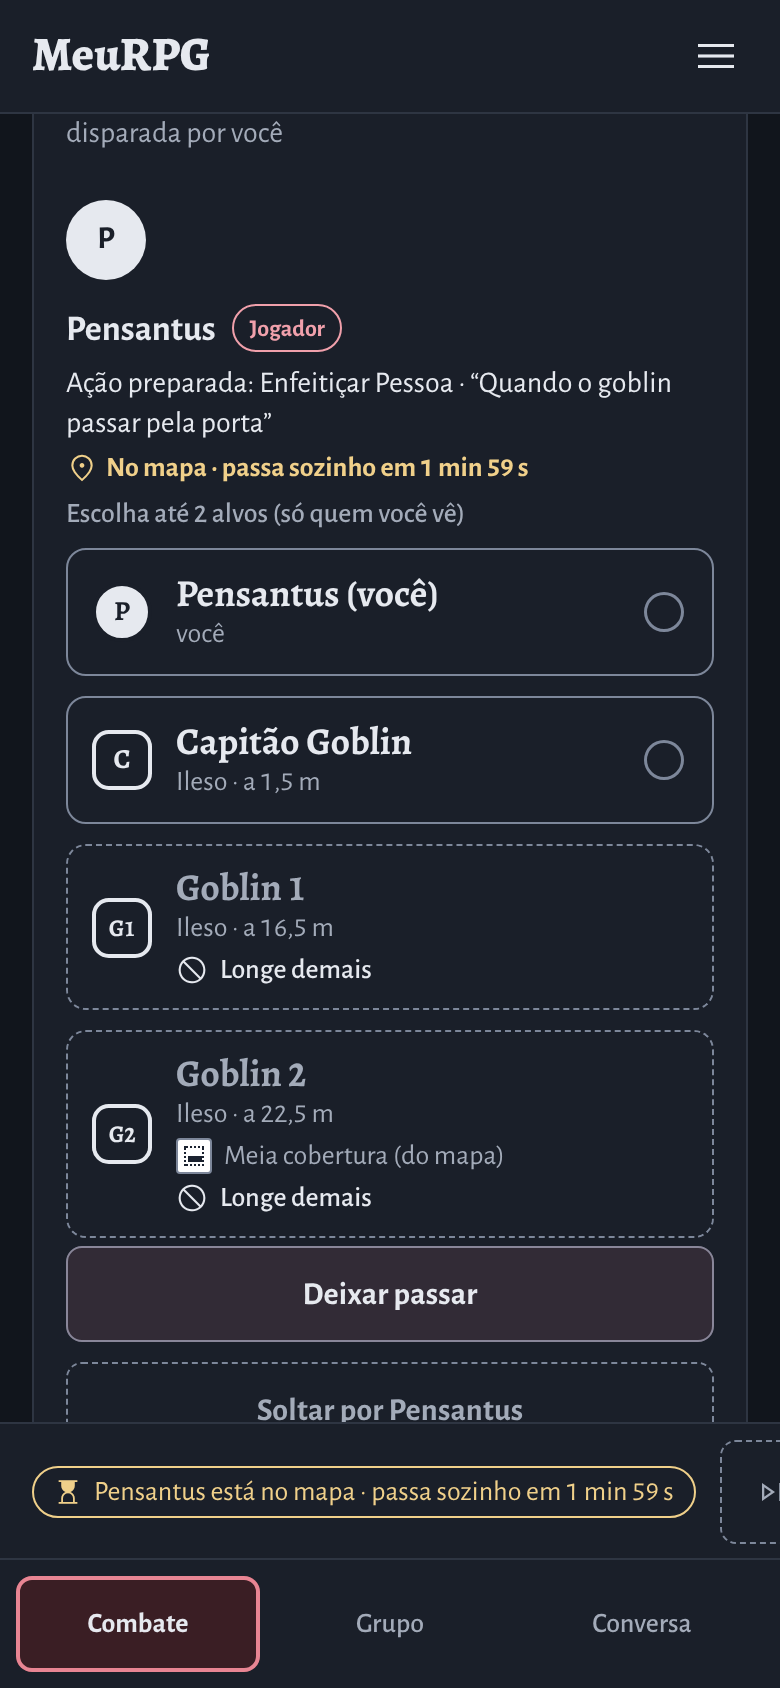 MeuRPG
disparada por você
P
Pensantus
Jogador
Ação preparada: Enfeitiçar Pessoa · “Quando o goblin
passar pela porta”
No mapa · passa sozinho em 1 min 59 s
Escolha até 2 alvos (só quem você vê)
P
Pensantus (você)
você
C
Capitão Goblin
Ileso · a 1,5 m
G1
Goblin 1
Ileso · a 16,5 m
Longe demais
G2
Goblin 2
Ileso · a 22,5 m
Meia cobertura (do mapa)
Longe demais
Deixar passar
Soltar por Pensantus
Pensantus está no mapa · passa sozinho em 1 min 59 s
Combate
Grupo
Conversa